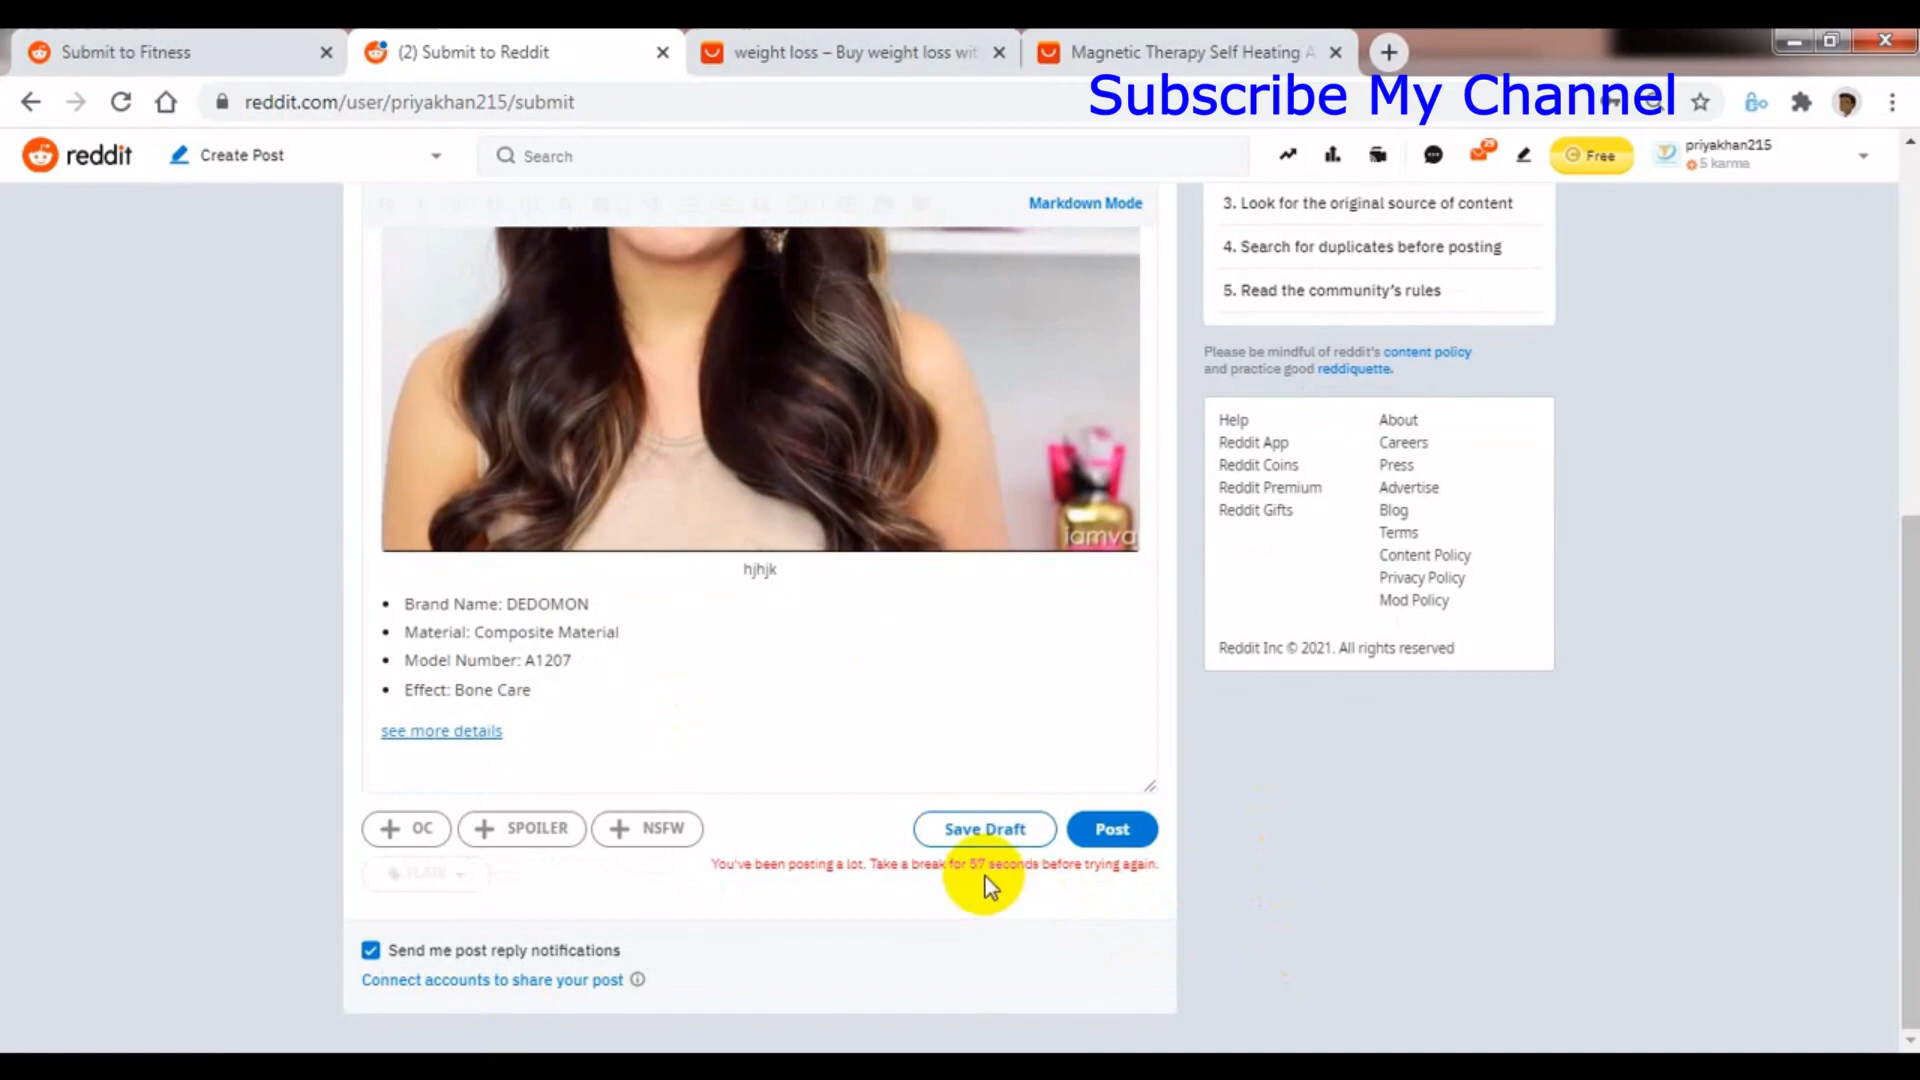 Submit to Fitness
(2) Submit to Reddit
weight loss – Buy weight loss wit
Magnetic Therapy Self Heating A
Subscribe My Channel
reddit.com/user/priyakhan215/submit
reddit
Create Post
Search
29
Free
priyakhan215
5 karma
Markdown Mode
3. Look for the original source of content
4. Search for duplicates before posting
5. Read the community's rules
Please be mindful of reddit's content policy
and practice good reddiquette.
Help
About
Reddit App
Careers
Reddit Coins
Press
Reddit Premium
Advertise
Reddit Gifts
Blog
Terms
Content Policy
Privacy Policy
Mod Policy
Reddit Inc © 2021. All rights reserved
iamva
hjhjk
Brand Name: DEDOMON
Material: Composite Material
Model Number: A1207
Effect: Bone Care
see more details
OC
SPOILER
NSFW
Save Draft
Post
You've been posting a lot. Take a break for 57 seconds before trying again.
FLAIR
Send me post reply notifications
Connect accounts to share your post